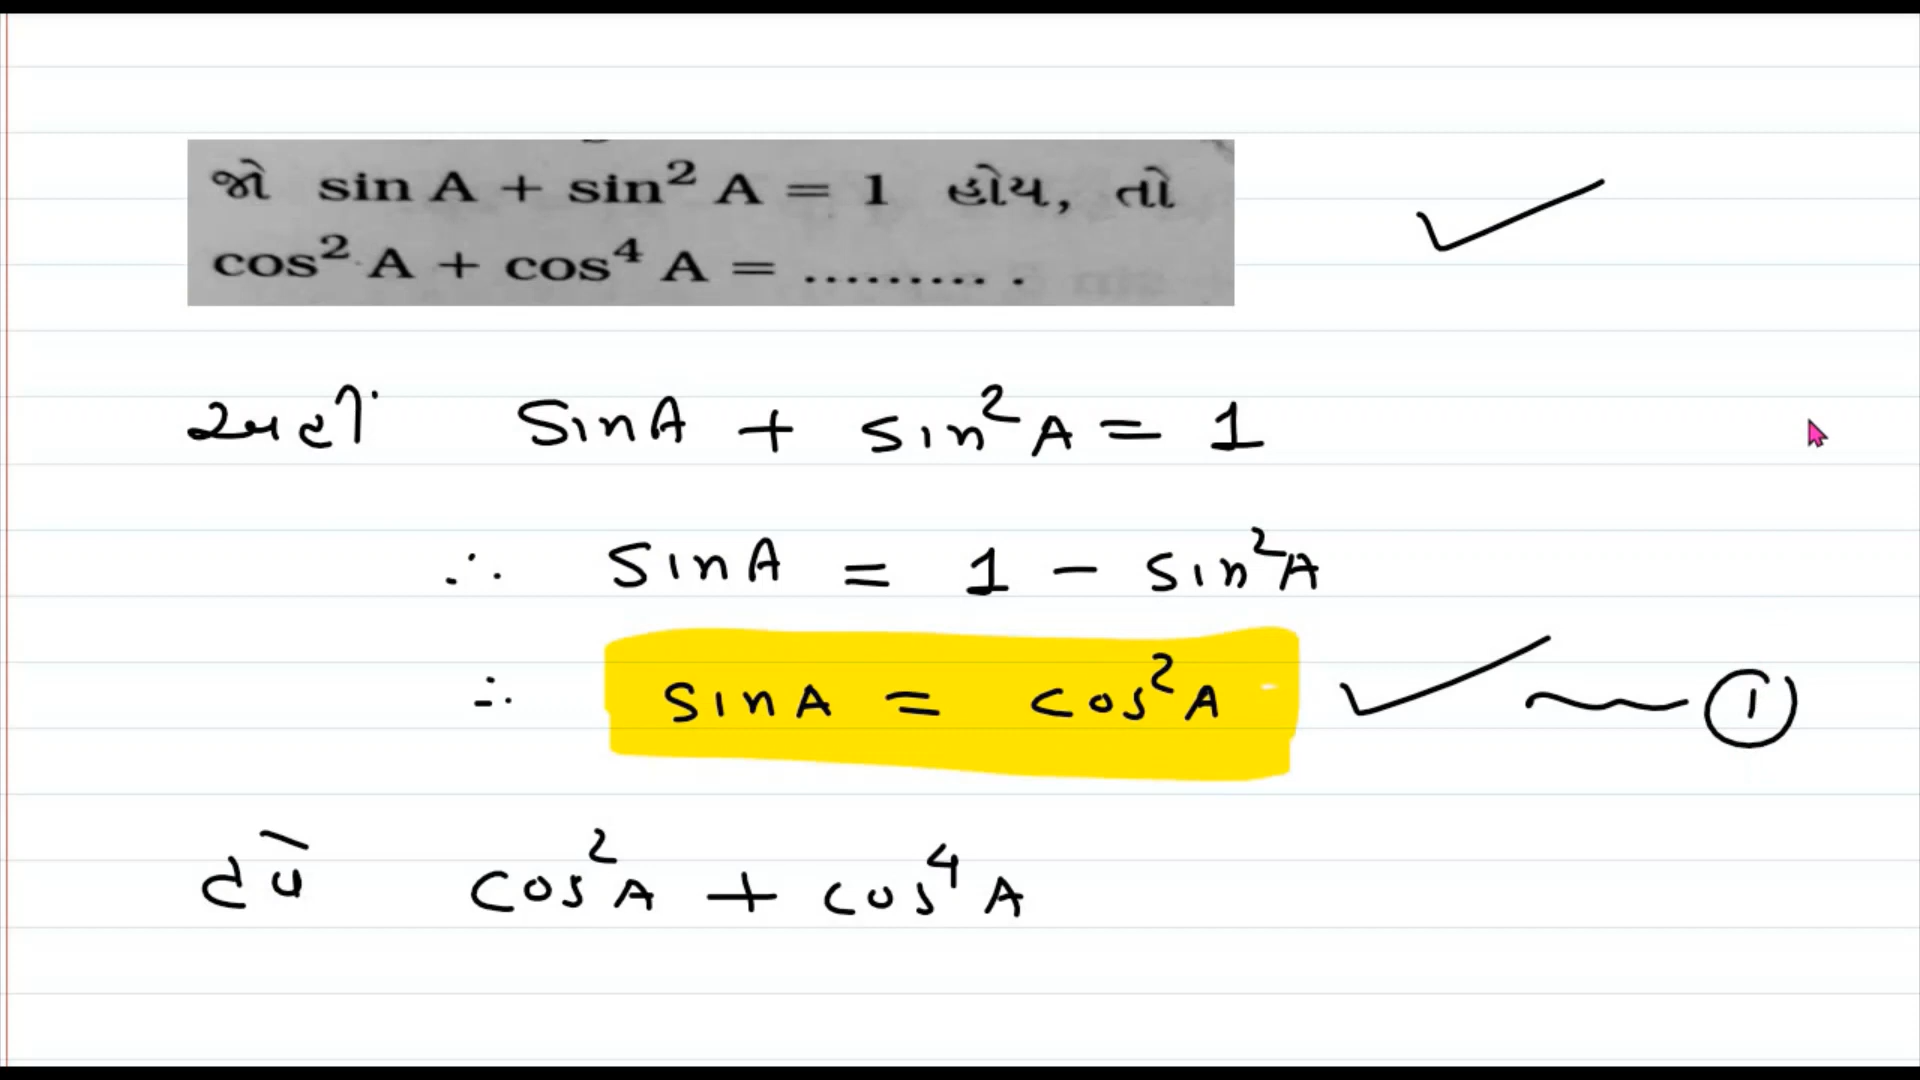 જો sin A + sin² A = 1 હોય, તો
cos² A + cos⁴ A = .......... .
અહીં sinA + sin²A = 1
∴ sinA = 1 - sin²A
∴ sinA = cos²A ①
હવે cos²A + cos⁴A